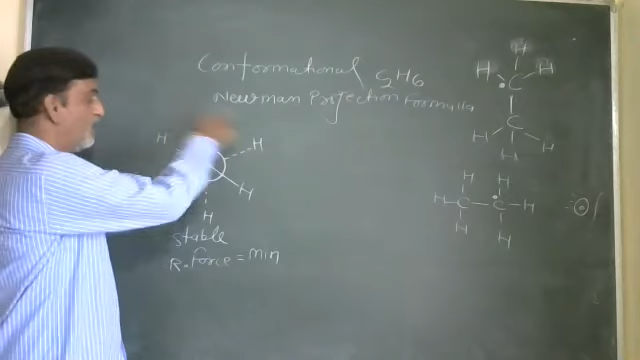 Conformational C2H6
Newman Projection Formula
H
H H
C
C
H H
H
H H
H C C H
H H
H
H
H
H
stable
R. force = min